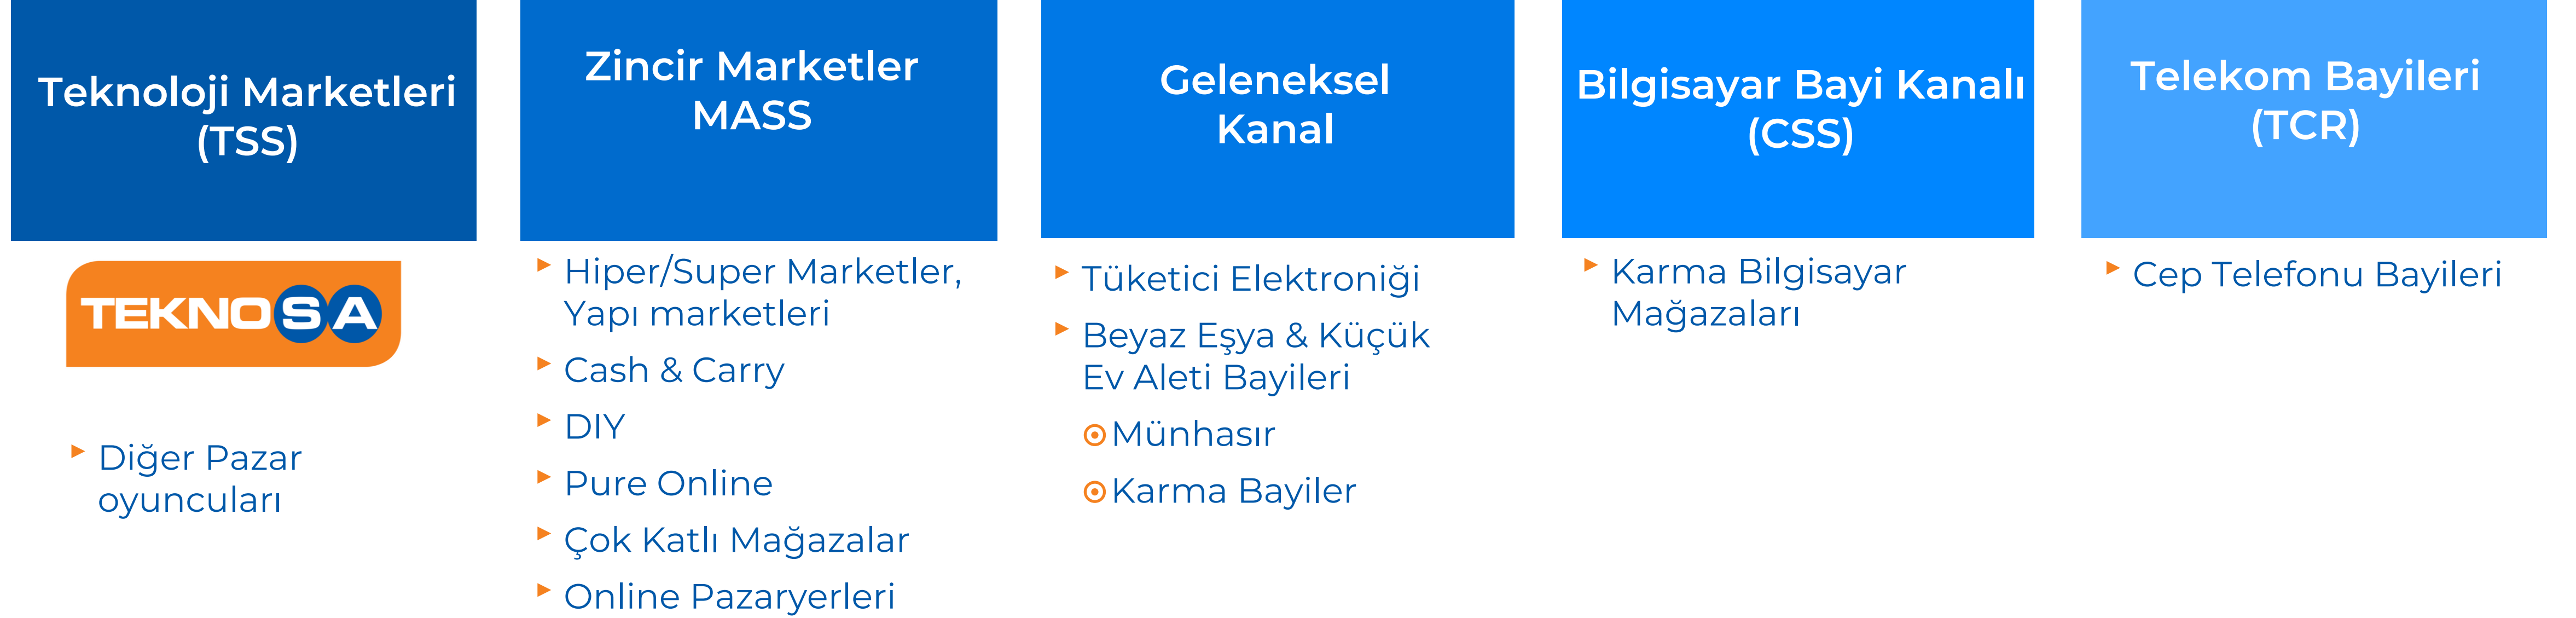 Teknoloji Marketleri
(TSS)
TEKNOSA
Diğer Pazar
oyuncuları
Zincir Marketler
MASS
Hiper/Super Marketler,
Yapı marketleri
Cash & Carry
DIY
Pure Online
Çok Katlı Mağazalar
Online Pazaryerleri
Geleneksel
Kanal
Tüketici Elektroniği
Beyaz Eşya & Küçük
Ev Aleti Bayileri
Münhasır
Karma Bayiler
Bilgisayar Bayi Kanalı
(CSS)
Karma Bilgisayar
Mağazaları
Telekom Bayileri
(TCR)
Cep Telefonu Bayileri